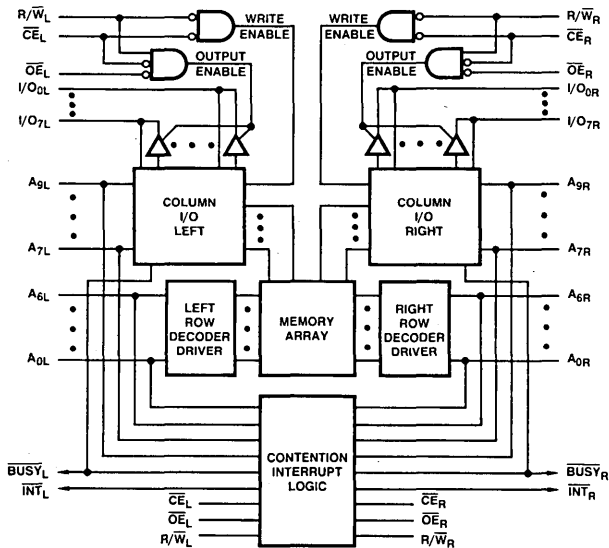 R/W̅L
C̅E̅L
O̅E̅L
I/O0L
I/O7L
WRITE
ENABLE
OUTPUT
ENABLE
WRITE
ENABLE
OUTPUT
ENABLE
R/W̅R
C̅E̅R
O̅E̅R
I/O0R
I/O7R
A9L
A7L
A6L
A0L
COLUMN
I/O
LEFT
COLUMN
I/O
RIGHT
A9R
A7R
A6R
A0R
LEFT
ROW
DECODER
DRIVER
MEMORY
ARRAY
RIGHT
ROW
DECODER
DRIVER
CONTENTION
INTERRUPT
LOGIC
B̅U̅S̅Y̅L
I̅N̅T̅L
B̅U̅S̅Y̅R
I̅N̅T̅R
C̅E̅L
O̅E̅L
R/W̅L
C̅E̅R
O̅E̅R
R/W̅R